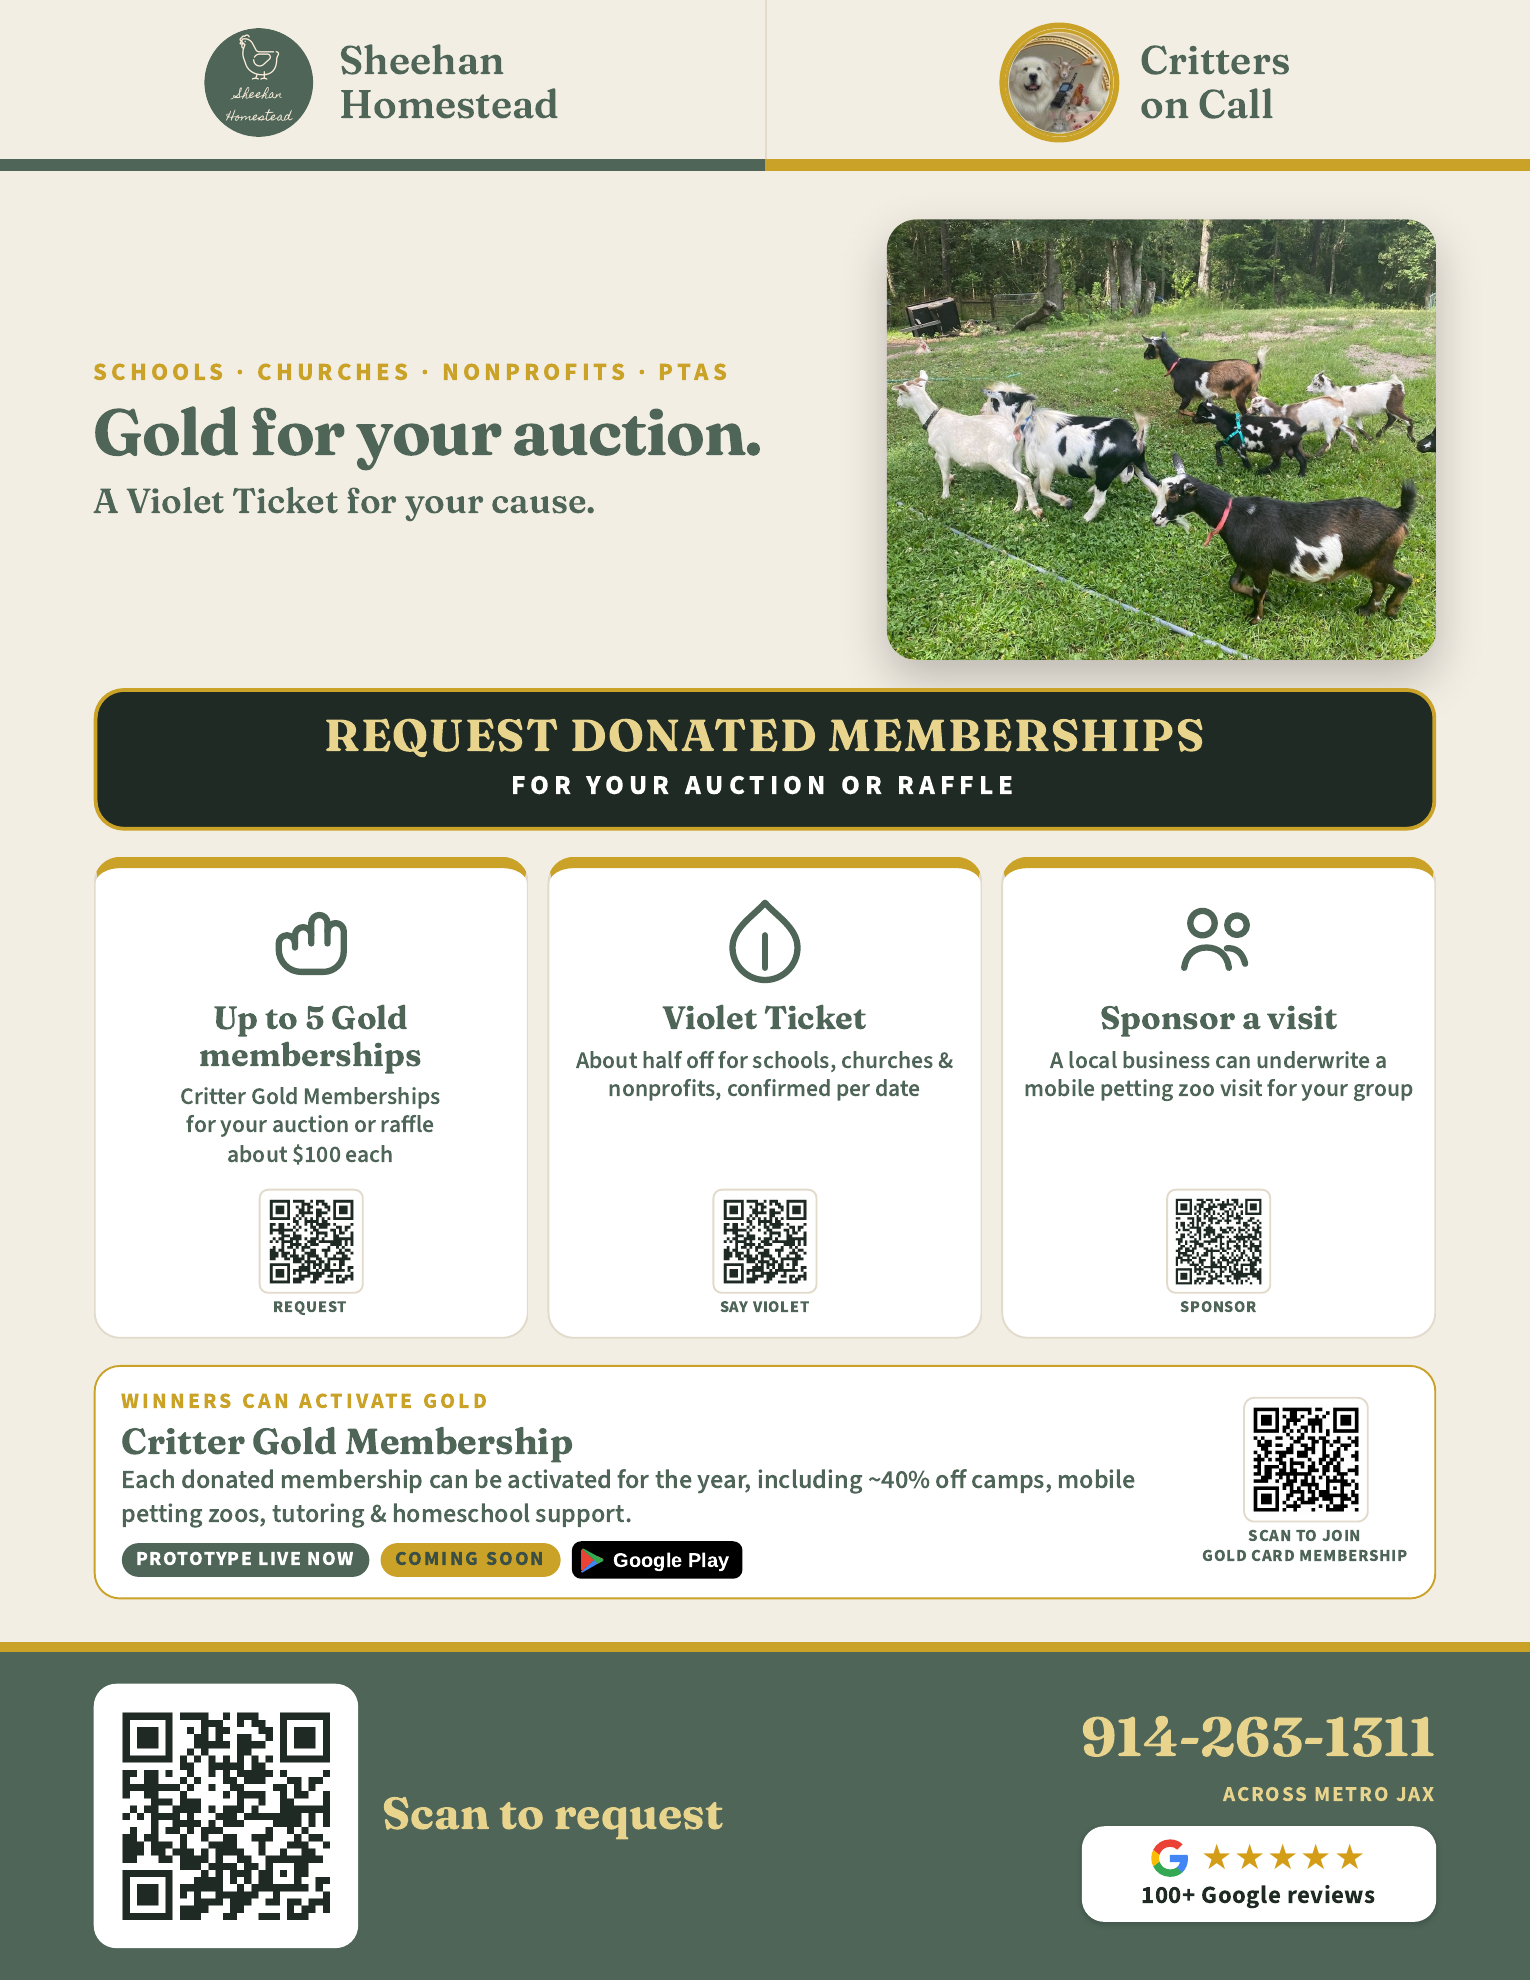 Sheehan
Homestead
Sheehan
Homestead
Critters
on Call
SCHOOLS · CHURCHES · NONPROFITS · PTAS
Gold for your auction.
A Violet Ticket for your cause.
REQUEST DONATED MEMBERSHIPS
FOR YOUR AUCTION OR RAFFLE
Up to 5 Gold
memberships
Critter Gold Memberships
for your auction or raffle
about $100 each
REQUEST
Violet Ticket
About half off for schools, churches &
nonprofits, confirmed per date
SAY VIOLET
Sponsor a visit
A local business can underwrite a
mobile petting zoo visit for your group
SPONSOR
WINNERS CAN ACTIVATE GOLD
Critter Gold Membership
Each donated membership can be activated for the year, including ~40% off camps, mobile
petting zoos, tutoring & homeschool support.
PROTOTYPE LIVE NOW
COMING SOON
Google Play
SCAN TO JOIN
GOLD CARD MEMBERSHIP
Scan to request
914-263-1311
ACROSS METRO JAX
G ★★★★★
100+ Google reviews